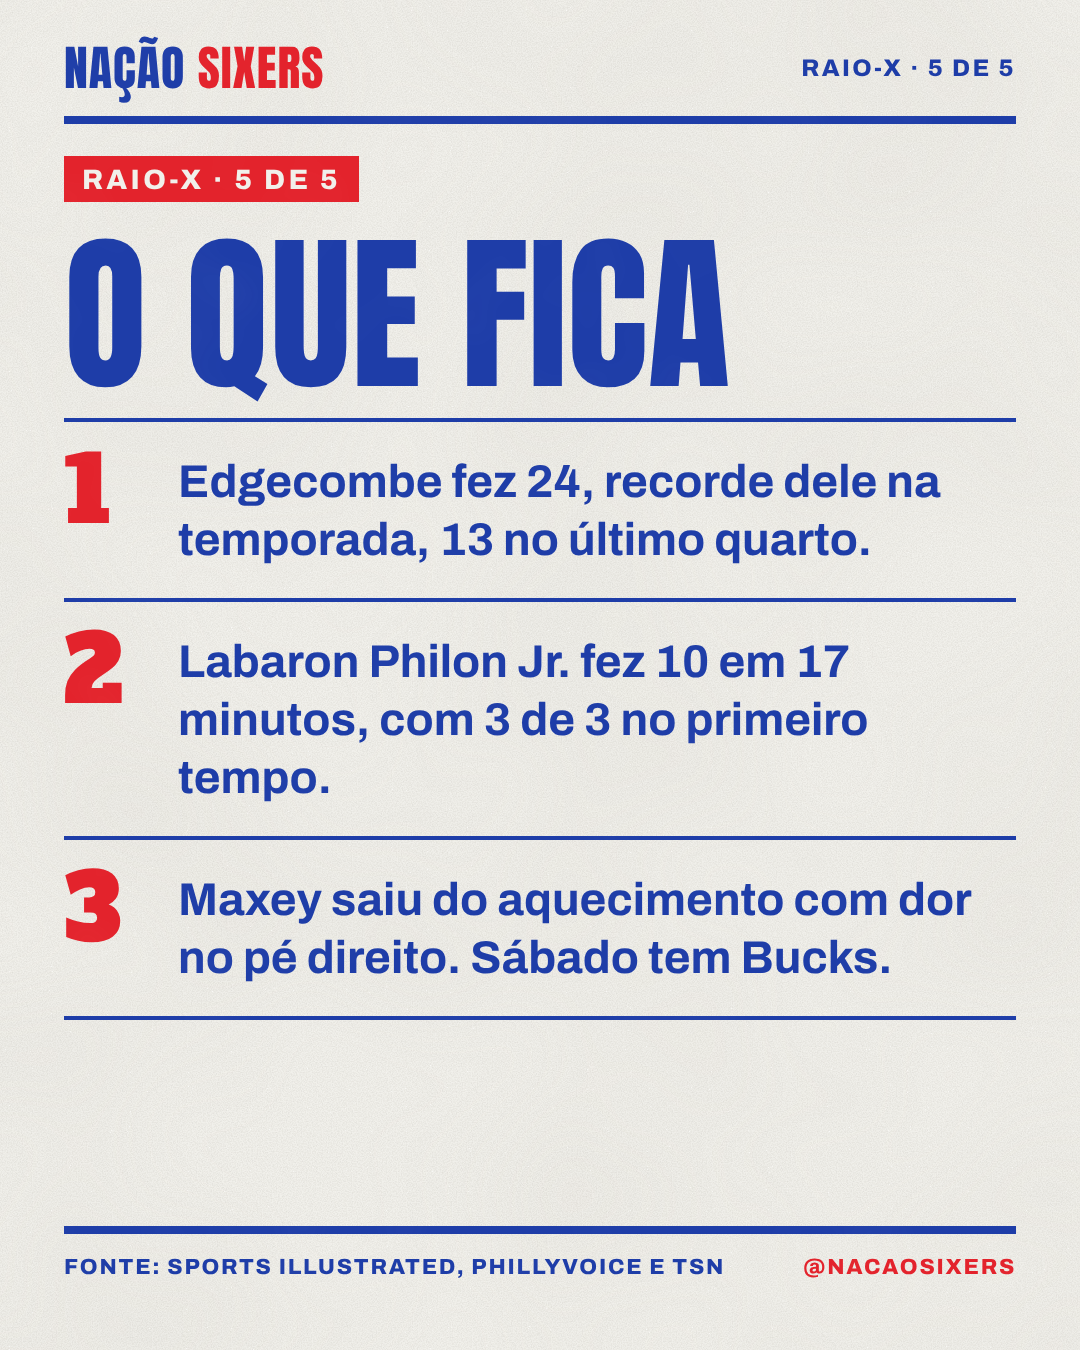 NAÇÃO SIXERS
RAIO-X · 5 DE 5
RAIO-X · 5 DE 5
O QUE FICA
1
Edgecombe fez 24, recorde dele na
temporada, 13 no último quarto.
2
Labaron Philon Jr. fez 10 em 17
minutos, com 3 de 3 no primeiro
tempo.
3
Maxey saiu do aquecimento com dor
no pé direito. Sábado tem Bucks.
FONTE: SPORTS ILLUSTRATED, PHILLYVOICE E TSN
@NACAOSIXERS